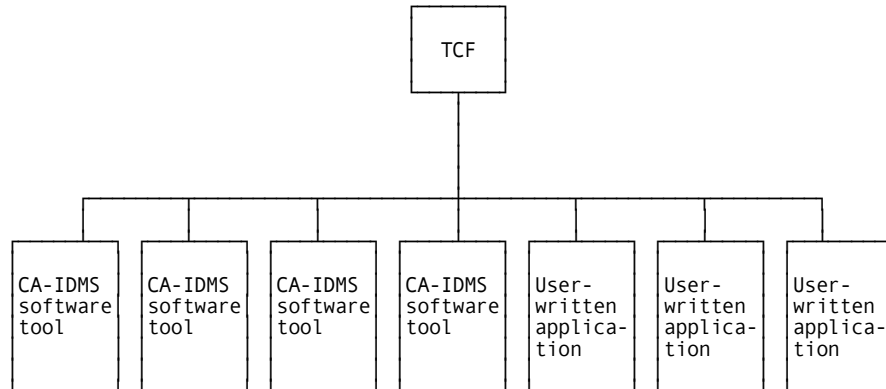 TCF
CA-IDMS
software
tool
CA-IDMS
software
tool
CA-IDMS
software
tool
CA-IDMS
software
tool
User-
written
applica-
tion
User-
written
applica-
tion
User-
written
applica-
tion